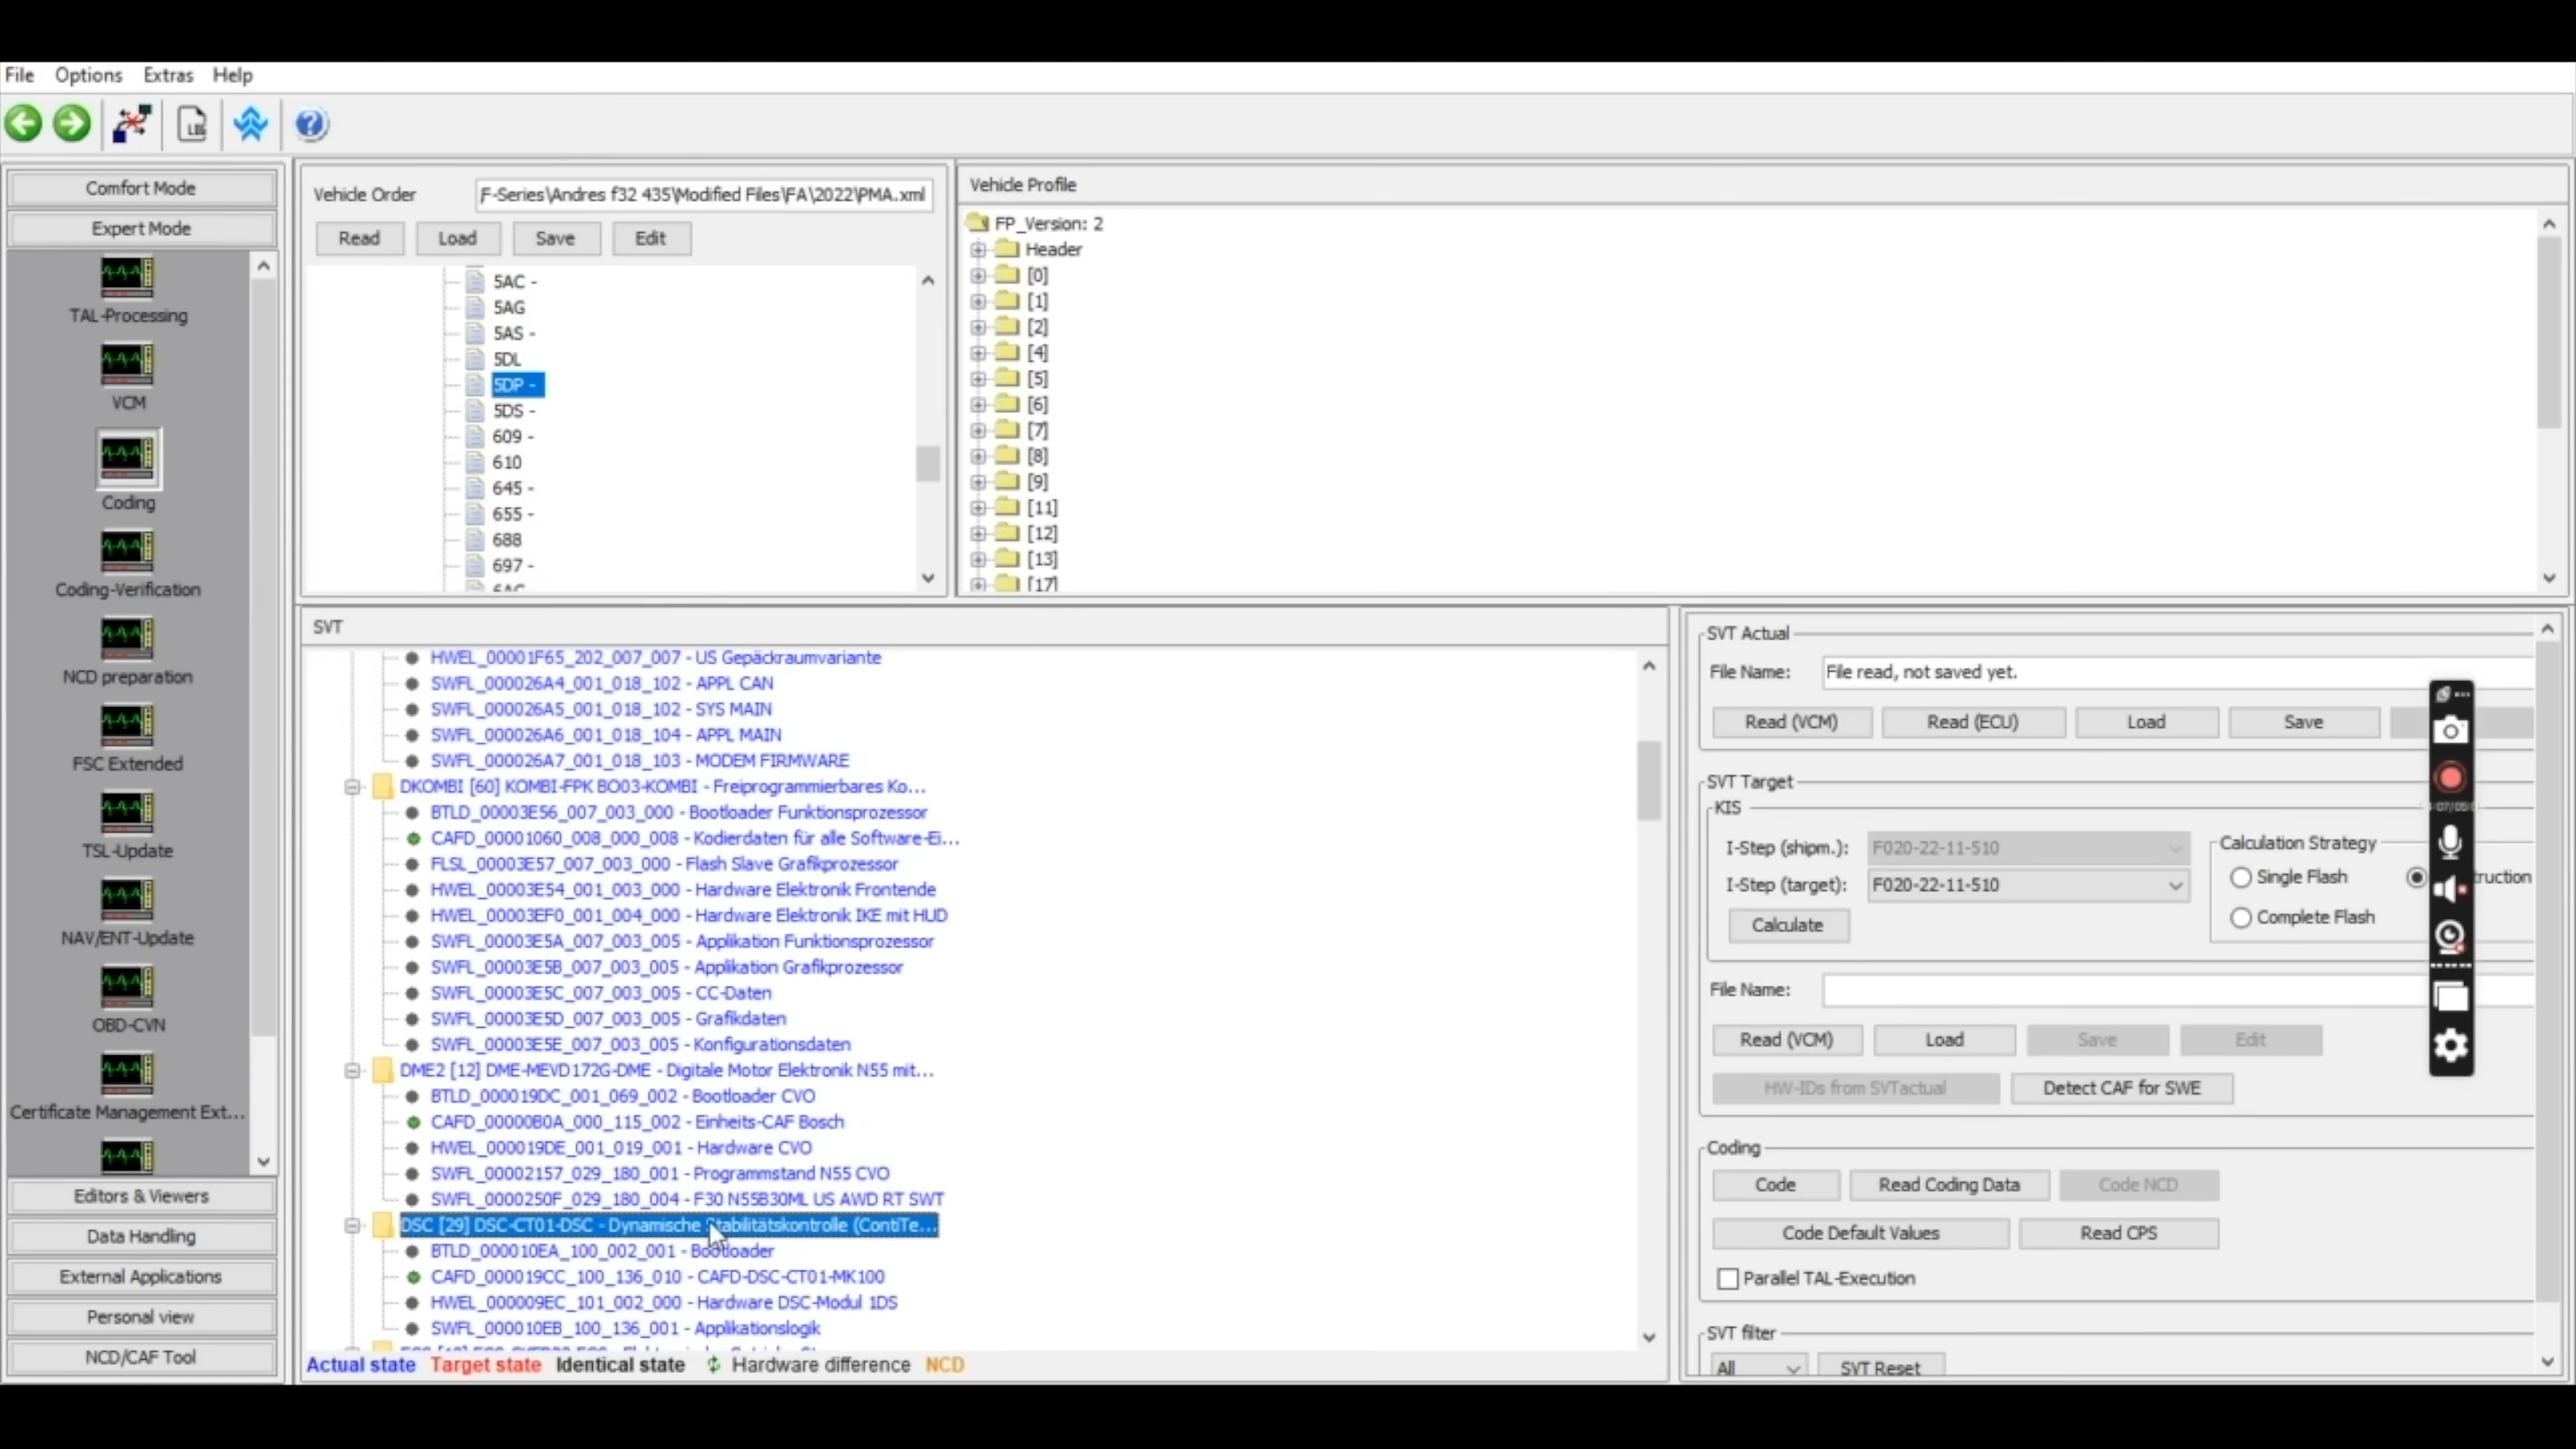 File Options Extras Help
LOG
Comfort Mode
Expert Mode
TAL-Processing
VCM
Coding
Coding-Verification
NCD preparation
FSC Extended
TSL-Update
NAV/ENT-Update
OBD-CVN
Certificate Management Ext...
Editors & Viewers
Data Handling
External Applications
Personal view
NCD/CAF Tool
Vehicle Order F-Series\Andres f32 435\Modified Files\FA\2022\PMA.xml
Read Load Save Edit
5AC -
5AG
5AS -
5DL
5DP -
5DS -
609 -
610
645 -
655 -
688
697 -
Vehicle Profile
FP_Version: 2
Header
[0]
[1]
[2]
[4]
[5]
[6]
[7]
[8]
[9]
[11]
[12]
[13]
[17]
SVT
HWEL_00001F65_202_007_007 - US Gepäckraumvariante
SWFL_000026A4_001_018_102 - APPL CAN
SWFL_000026A5_001_018_102 - SYS MAIN
SWFL_000026A6_001_018_104 - APPL MAIN
SWFL_000026A7_001_018_103 - MODEM FIRMWARE
DKOMBI [60] KOMBI-FPK BO03-KOMBI - Freiprogrammierbares Ko...
BTLD_00003E56_007_003_000 - Bootloader Funktionsprozessor
CAFD_00001060_008_000_008 - Kodierdaten für alle Software-Ei...
FLSL_00003E57_007_003_000 - Flash Slave Grafikprozessor
HWEL_00003E54_001_003_000 - Hardware Elektronik Frontende
HWEL_00003EF0_001_004_000 - Hardware Elektronik IKE mit HUD
SWFL_00003E5A_007_003_005 - Applikation Funktionsprozessor
SWFL_00003E5B_007_003_005 - Applikation Grafikprozessor
SWFL_00003E5C_007_003_005 - CC-Daten
SWFL_00003E5D_007_003_005 - Grafikdaten
SWFL_00003E5E_007_003_005 - Konfigurationsdaten
DME2 [12] DME-MEVD172G-DME - Digitale Motor Elektronik N55 mit...
BTLD_000019DC_001_069_002 - Bootloader CVO
CAFD_00000B0A_000_115_002 - Einheits-CAF Bosch
HWEL_000019DE_001_019_001 - Hardware CVO
SWFL_00002157_029_180_001 - Programmstand N55 CVO
SWFL_0000250F_029_180_004 - F30 N55B30ML US AWD RT SWT
DSC [29] DSC-CT01-DSC - Dynamische Stabilitätskontrolle (ContiTe...
BTLD_000010EA_100_002_001 - Bootloader
CAFD_000019CC_100_136_010 - CAFD-DSC-CT01-MK100
HWEL_000009EC_101_002_000 - Hardware DSC-Modul 1DS
SWFL_000010EB_100_136_001 - Applikationslogik
Actual state Target state Identical state Hardware difference NCD
SVT Actual
File Name: File read, not saved yet.
Read (VCM) Read (ECU) Load Save
SVT Target
KIS
I-Step (shipm.): F020-22-11-510
I-Step (target): F020-22-11-510
Calculate
Calculation Strategy
Single Flash truction
Complete Flash
File Name:
Read (VCM) Load Save Edit
HW-IDs from SVTactual Detect CAF for SWE
Coding
Code Read Coding Data Code NCD
Code Default Values Read CPS
Parallel TAL-Execution
SVT filter
All SVT Reset